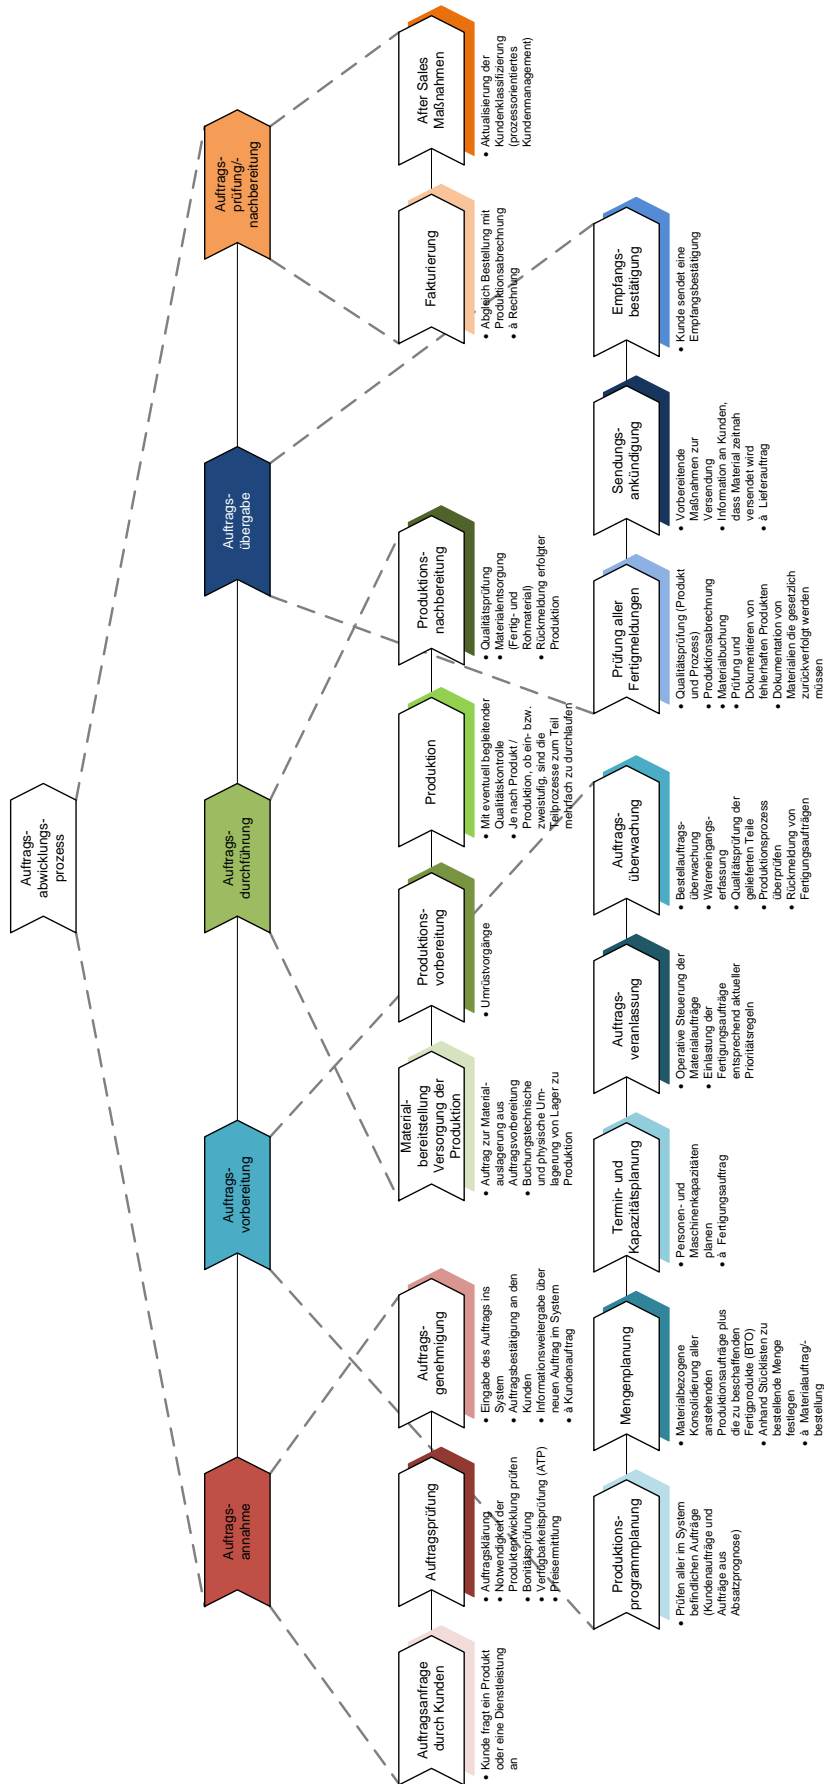 Auftrags-
abwicklungs-
prozess
Auftrags-
annahme
Auftrags-
vorbereitung
Auftrags-
durchführung
Auftrags-
übergabe
Auftrags-
prüfung/-
nachbereitung
Auftragsanfrage
durch Kunden
• Kunde fragt ein Produkt
oder eine Dienstleistung
an
Auftragsprüfung
• Auftragsklärung
• Notwendigkeit der
Produktentwicklung prüfen
• Bonitätsprüfung
• Verfügbarkeitsprüfung (ATP)
• Preisermittlung
Auftrags-
genehmigung
• Eingabe des Auftrags ins
System
• Auftragsbestätigung an den
Kunden
• Informationsweitergabe über
neuen Auftrag im System
• à Kundenauftrag
Material-
bereitstellung
Versorgung der
Produktion
• Auftrag zur Material-
auslagerung aus
Auftragsvorbereitung
• Buchungstechnische
und physische Um-
lagerung von Lager zu
Produktion
Produktions-
vorbereitung
• Umrüstvorgänge
Produktion
• Mit eventuell begleitender
Qualitätskontrolle
• Je nach Produkt /
Produktion, ob ein- bzw.
zweistufig, sind die
Teilprozesse zum Teil
mehrfach zu durchlaufen
Produktions-
nachbereitung
• Qualitätsprüfung
• Materialentsorgung
(Fertig- und
Rohmaterial)
• Rückmeldung erfolgter
Produktion
Fakturierung
• Abgleich Bestellung mit
Produktionsabrechnung
• à Rechnung
After Sales
Maßnahmen
• Aktualisierung der
Kundenklassifizierung
(prozessorientiertes
Kundenmanagement)
Produktions-
programmplanung
• Prüfen aller im System
befindlichen Aufträge
(Kundenaufträge und
Aufträge aus
Absatzprognose)
Mengenplanung
• Materialbezogene
Konsolidierung aller
anstehenden
Produktionsaufträge plus
die zu beschaffenden
Fertigprodukte (BTO)
• Anhand Stücklisten zu
bestellende Menge
festlegen
• à Materialauftrag/-
bestellung
Termin- und
Kapazitätsplanung
• Personen- und
Maschinenkapazitäten
planen
• à Fertigungsauftrag
Auftrags-
veranlassung
• Operative Steuerung der
Materialaufträge
• Einlastung der
Fertigungsaufträge
entsprechend aktueller
Prioritätsregeln
Auftrags-
überwachung
• Bestellauftrags-
überwachung
• Wareneingangs-
erfassung
• Qualitätsprüfung der
gelieferten Teile
• Produktionsprozess
überprüfen
• Rückmeldung von
Fertigungsaufträgen
Prüfung aller
Fertigmeldungen
• Qualitätsprüfung (Produkt
und Prozess)
• Produktionsabrechnung
• Materialbuchung
• Prüfung und
Dokumentieren von
fehlerhaften Produkten
• Dokumentation von
Materialien die gesetzlich
zurückverfolgt werden
müssen
Sendungs-
ankündigung
• Vorbereitende
Maßnahmen zur
Versendung
• Information an Kunden,
dass Material zeitnah
versendet wird
• à Lieferauftrag
Empfangs-
bestätigung
• Kunde sendet eine
Empfangsbestätigung